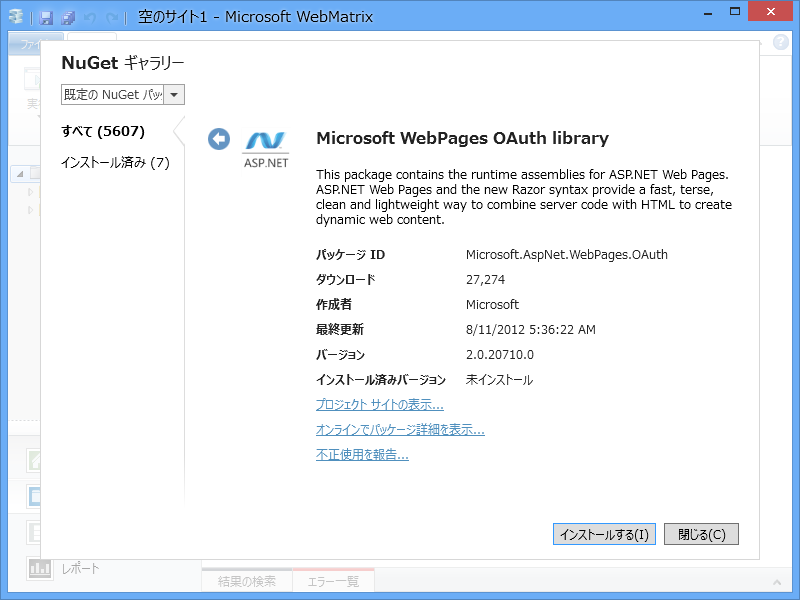 空のサイト1 - Microsoft WebMatrix
NuGet ギャラリー
既定の NuGet パッ
すべて (5607)
インストール済み (7)
ASP.NET
Microsoft WebPages OAuth library
This package contains the runtime assemblies for ASP.NET Web Pages.
ASP.NET Web Pages and the new Razor syntax provide a fast, terse,
clean and lightweight way to combine server code with HTML to create
dynamic web content.
パッケージ ID Microsoft.AspNet.WebPages.OAuth
ダウンロード 27,274
作成者 Microsoft
最終更新 8/11/2012 5:36:22 AM
バージョン 2.0.20710.0
インストール済みバージョン 未インストール
プロジェクト サイトの表示...
オンラインでパッケージ詳細を表示...
不正使用を報告...
インストールする(I) 閉じる(C)
レポート
結果の検索 エラー一覧